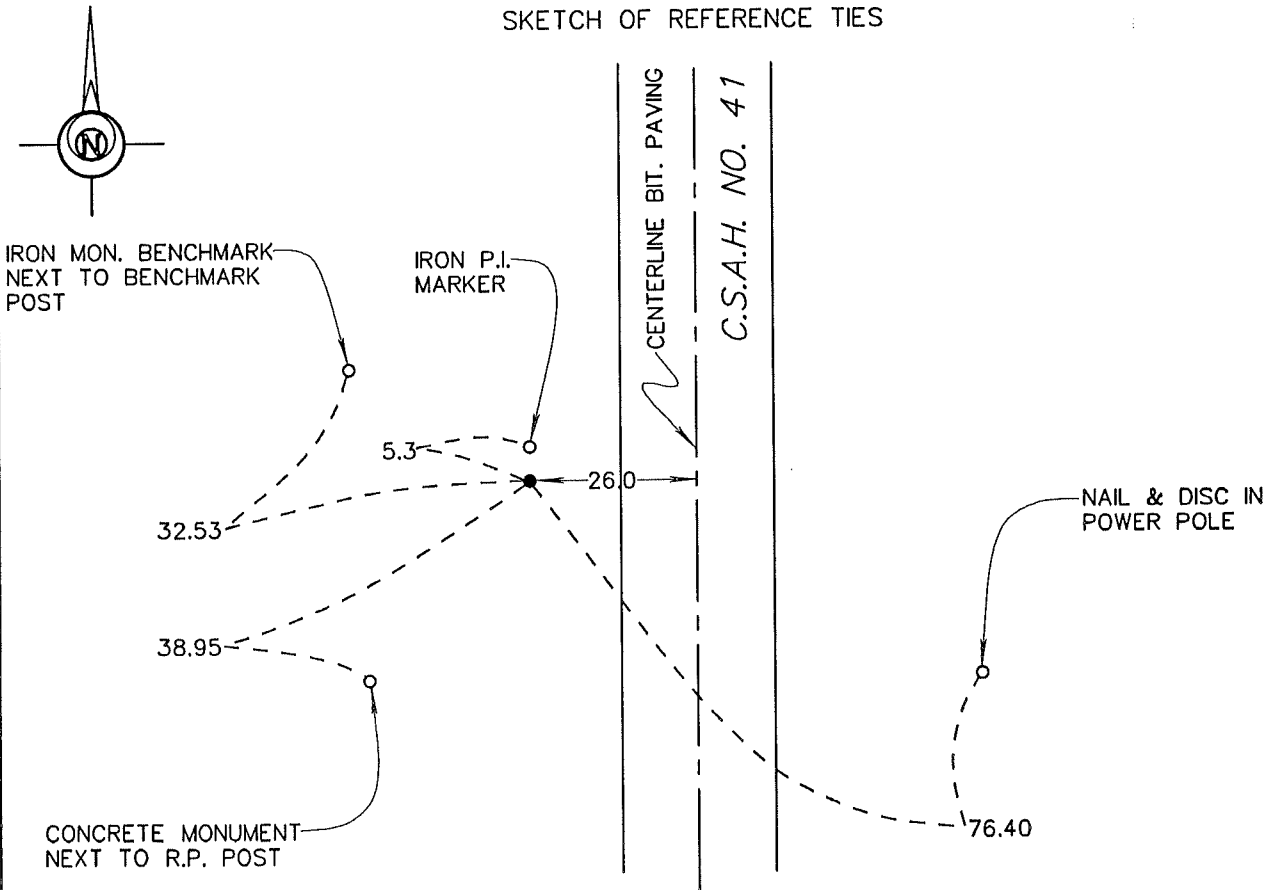 SKETCH OF REFERENCE TIES
N
IRON MON. BENCHMARK
NEXT TO BENCHMARK
POST
IRON P.I.
MARKER
CENTERLINE BIT. PAVING
C.S.A.H. NO. 41
5.3
26.0
32.53
NAIL & DISC IN
POWER POLE
38.95
76.40
CONCRETE MONUMENT
NEXT TO R.P. POST